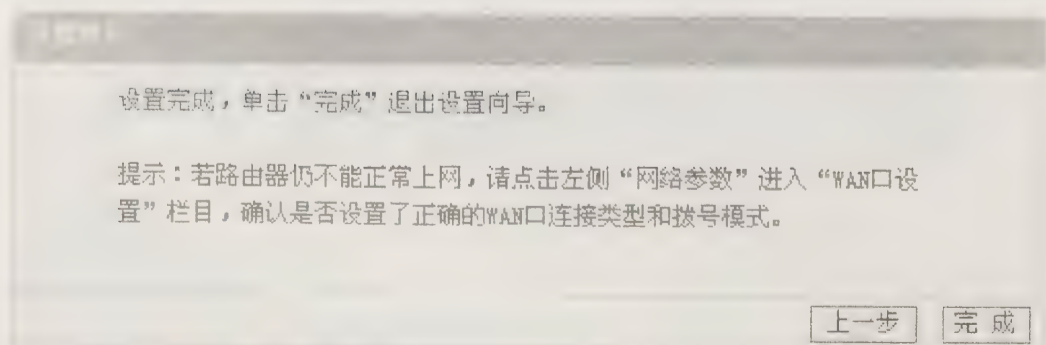 设置完成，单击“完成”退出设置向导。
提示：若路由器仍不能正常上网，请点击左侧“网络参数”进入“WAN口设
置”栏目，确认是否设置了正确的WAN口连接类型和拨号模式。
上一步 完 成